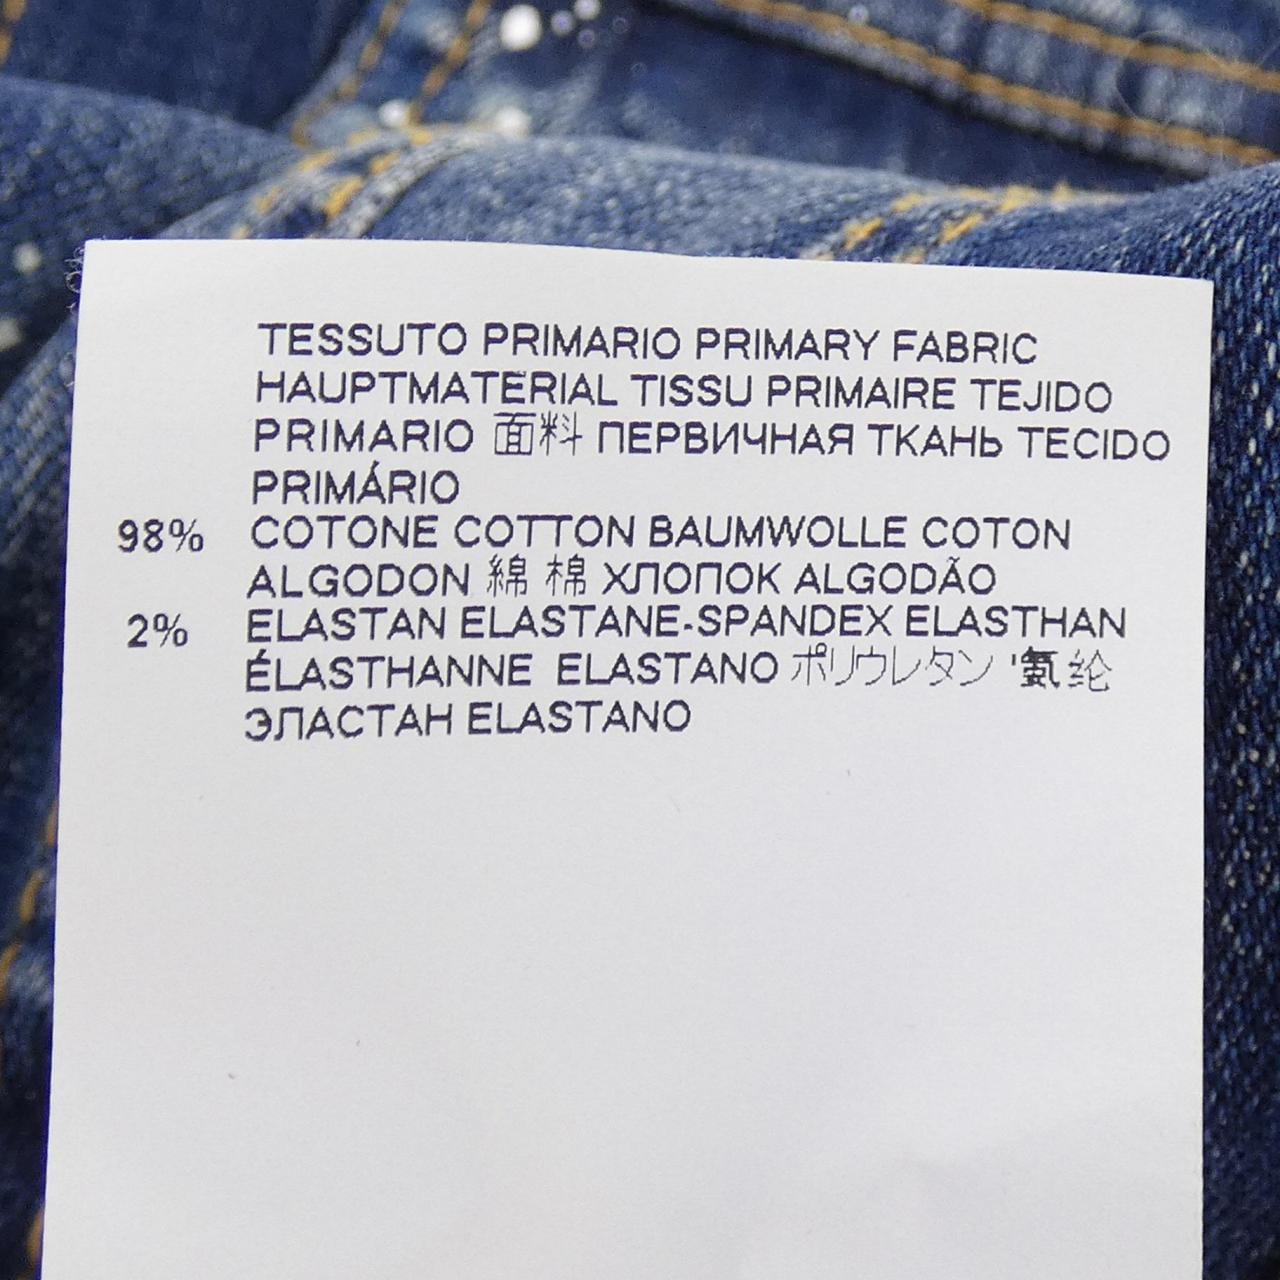 TESSUTO PRIMARIO PRIMARY FABRIC
HAUPTMATERIAL TISSU PRIMAIRE TEJIDO
PRIMARIO 面料 ПЕРВИЧНАЯ ТКАНЬ TECIDO
PRIMÁRIO
98% COTONE COTTON BAUMWOLLE COTON
ALGODON 綿 棉 ХЛОПОК ALGODÃO
2% ELASTAN ELASTANE-SPANDEX ELASTHAN
ÉLASTHANNE ELASTANO ポリウレタン '氨纶
ЭЛАСТАН ELASTANO